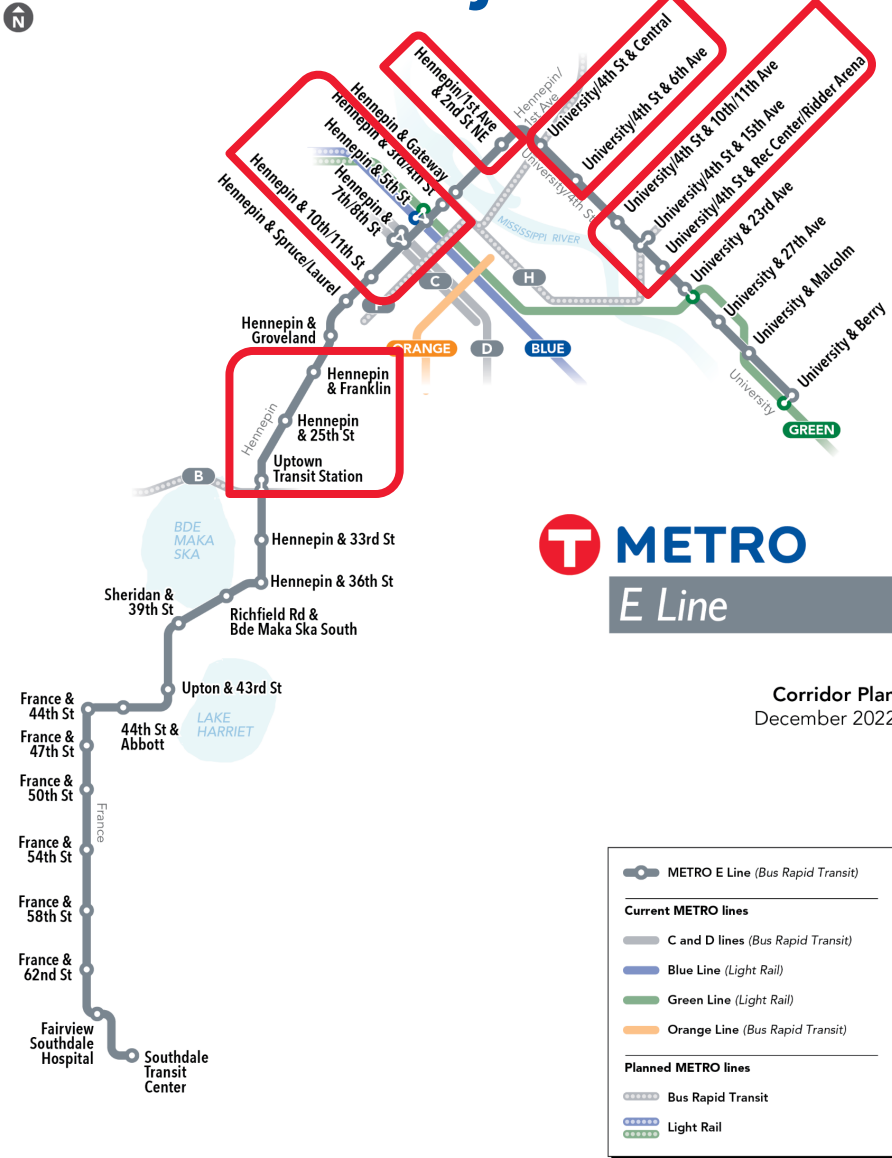 N
Hennepin/1st Ave
& 2nd St NE
Hennepin/
1st Ave
University/4th St & Central
University/4th St & 6th Ave
University/4th St & 10th/11th Ave
University/4th St & 15th Ave
University/4th St & Rec Center/Ridder Arena
University & 23rd Ave
University & 27th Ave
University & Malcolm
University & Berry
University/4th St
MISSISSIPPI RIVER
University
GREEN
Hennepin & Gateway
Hennepin & 3rd/4th St
Hennepin & 5th St
Hennepin &
7th/8th St
Hennepin & 10th/11th St
Hennepin & Spruce/Laurel
Hennepin &
Groveland
C
F
H
ORANGE
D
BLUE
Hennepin
& Franklin
Hennepin
& 25th St
Hennepin
Uptown
Transit Station
B
BDE
MAKA
SKA
Hennepin & 33rd St
Hennepin & 36th St
Sheridan &
39th St
Richfield Rd &
Bde Maka Ska South
Upton & 43rd St
LAKE
HARRIET
France &
44th St
44th St &
Abbott
France &
47th St
France &
50th St
France
France &
54th St
France &
58th St
France &
62nd St
Fairview
Southdale
Hospital
Southdale
Transit
Center
T METRO
E Line
Corridor Plan
December 2022
METRO E Line (Bus Rapid Transit)
Current METRO lines
C and D lines (Bus Rapid Transit)
Blue Line (Light Rail)
Green Line (Light Rail)
Orange Line (Bus Rapid Transit)
Planned METRO lines
Bus Rapid Transit
Light Rail